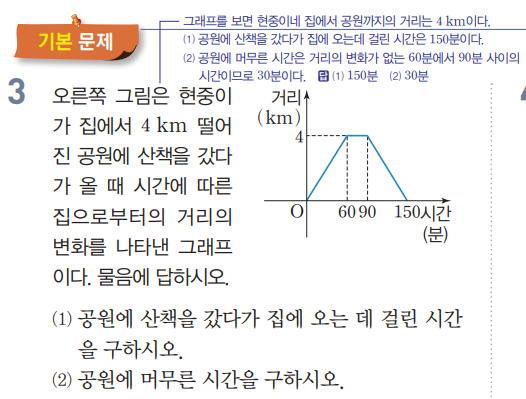 기본 문제
그래프를 보면 현중이네 집에서 공원까지의 거리는 4 km이다.
⑴ 공원에 산책을 갔다가 집에 오는데 걸린 시간은 150분이다.
⑵ 공원에 머무른 시간은 거리의 변화가 없는 60분에서 90분 사이의
시간이므로 30분이다. 답 ⑴ 150분 ⑵ 30분
3
오른쪽 그림은 현중이
가 집에서 4 km 떨어
진 공원에 산책을 갔다
가 올 때 시간에 따른
집으로부터의 거리의
변화를 나타낸 그래프
이다. 물음에 답하시오.
거리
(km)
4
O 60 90 150 시간
(분)
⑴ 공원에 산책을 갔다가 집에 오는 데 걸린 시간
을 구하시오.
⑵ 공원에 머무른 시간을 구하시오.